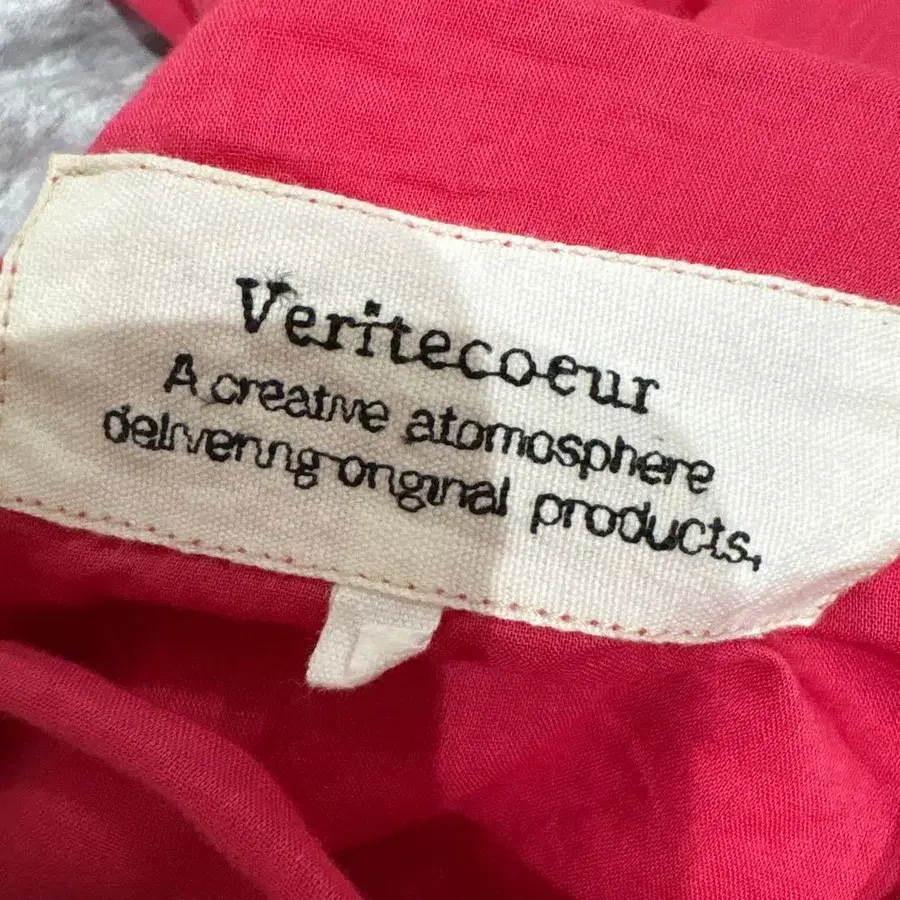 Veritecoeur
A creative atomosphere
delivering original products,